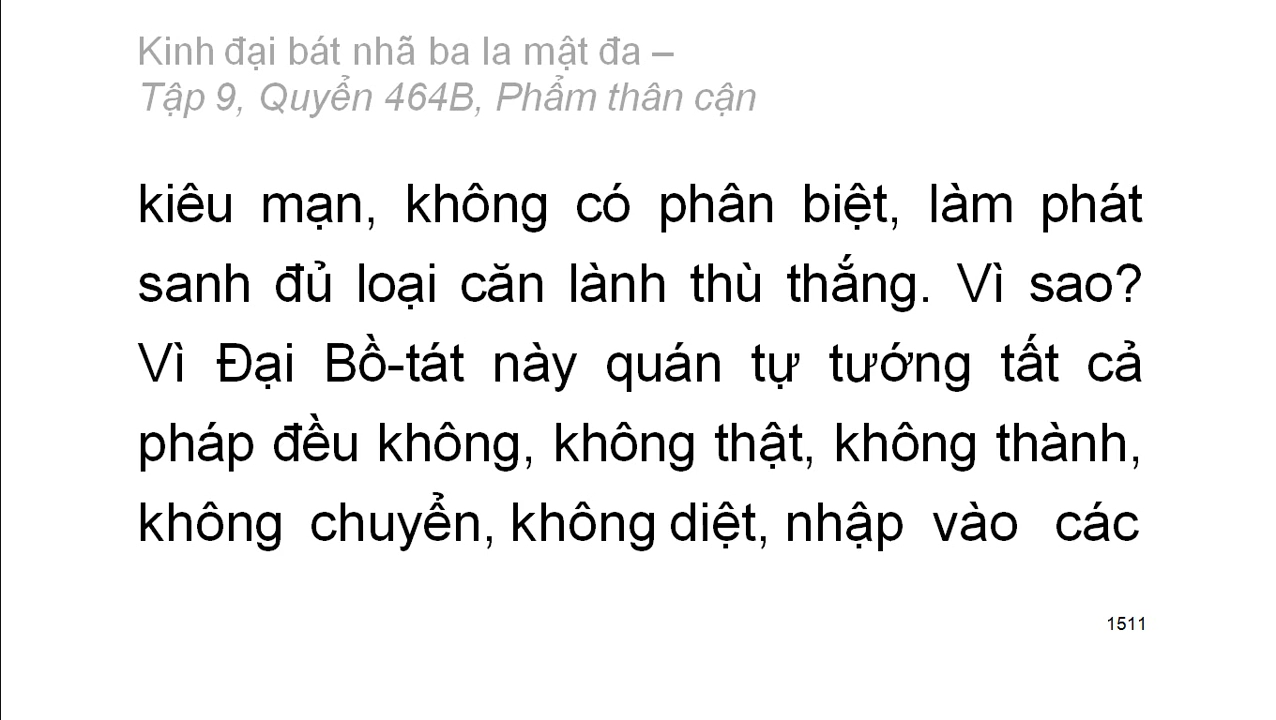 Kinh đại bát nhã ba la mật đa –
Tập 9, Quyển 464B, Phẩm thân cận
kiêu mạn, không có phân biệt, làm phát
sanh đủ loại căn lành thù thắng. Vì sao?
Vì Đại Bồ-tát này quán tự tướng tất cả
pháp đều không, không thật, không thành,
không chuyển, không diệt, nhập vào các
1511